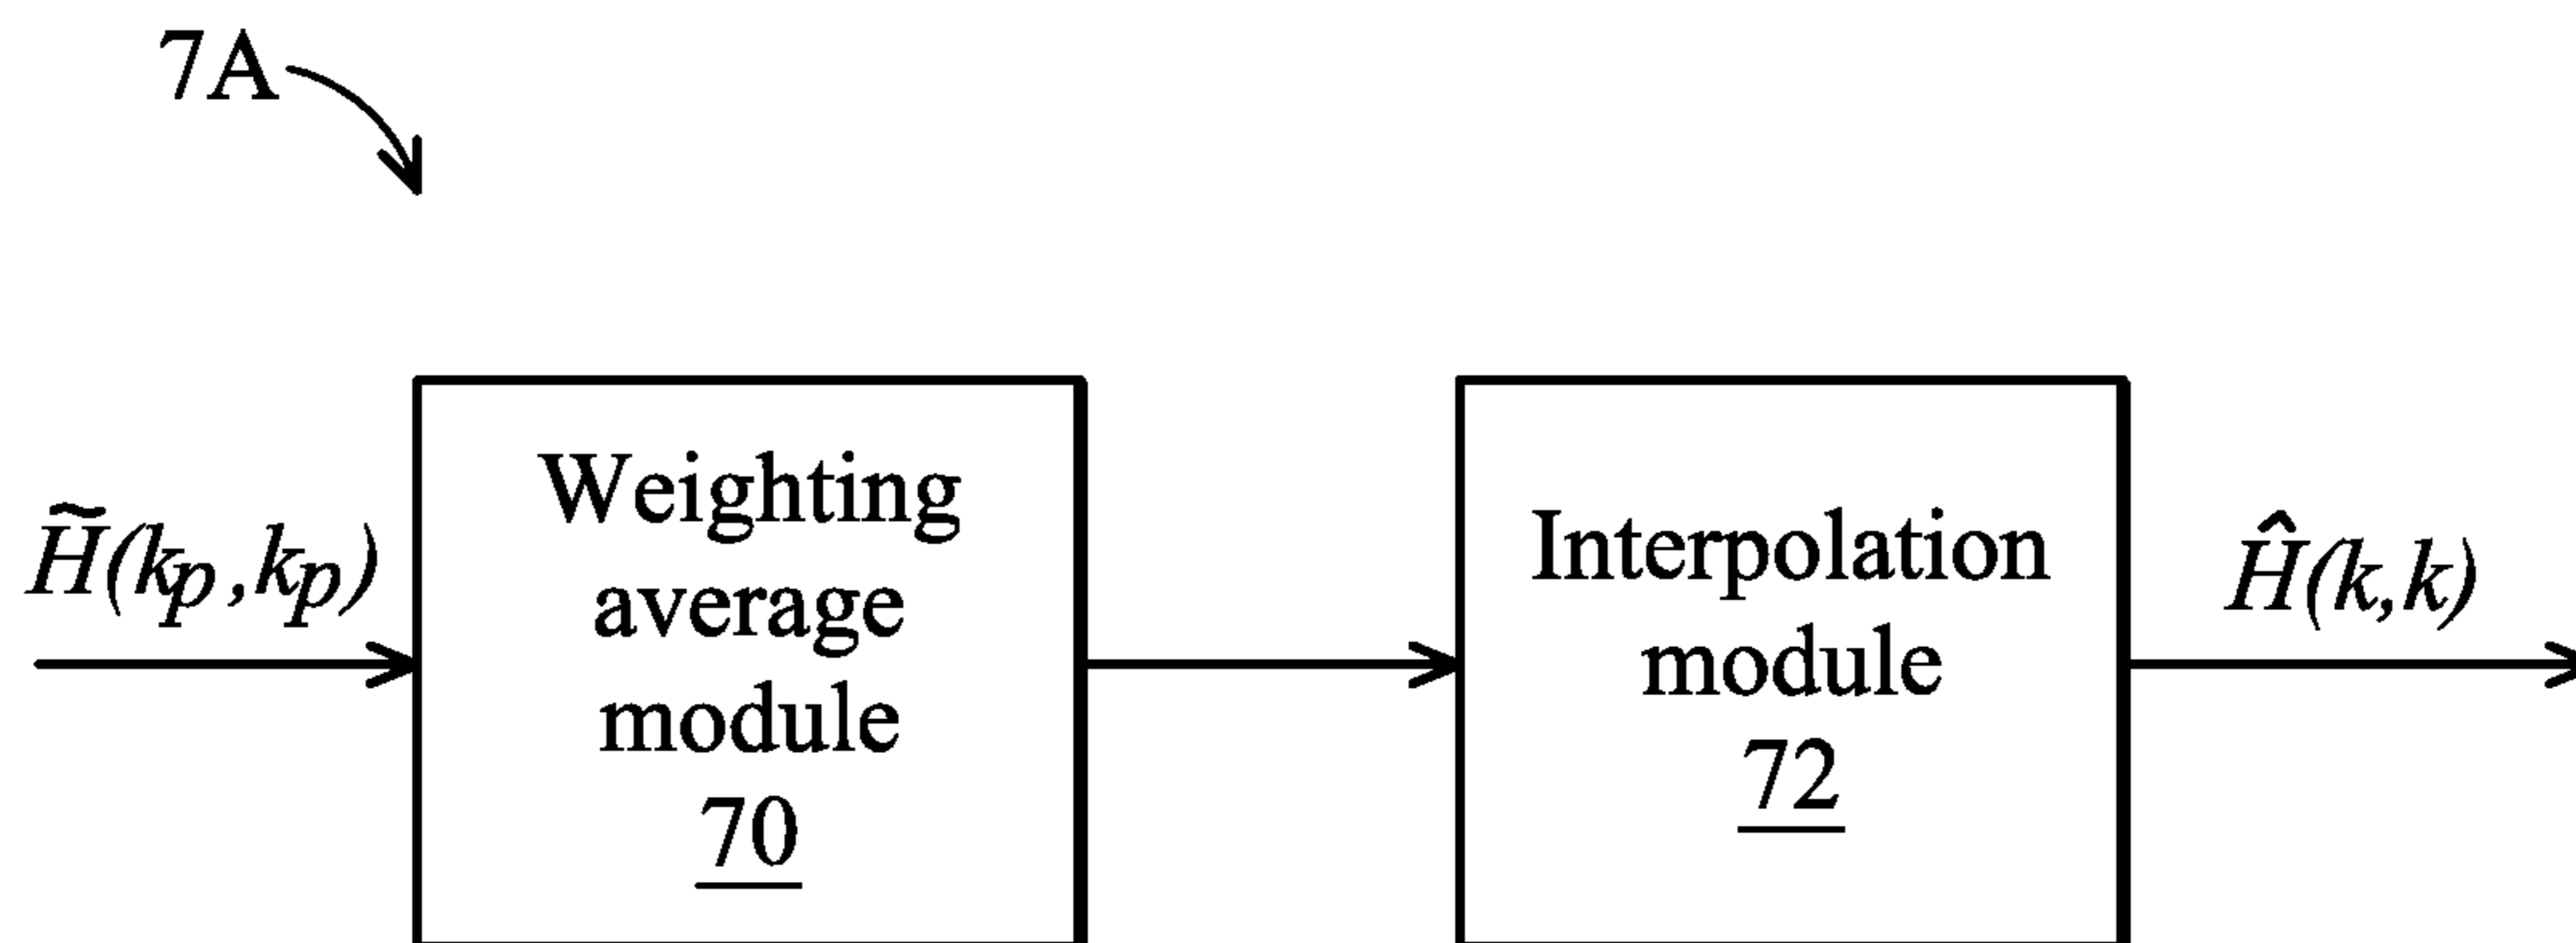 7A
H̃(kp,kp)
Weighting
average
module
70
Interpolation
module
72
Ĥ(k,k)